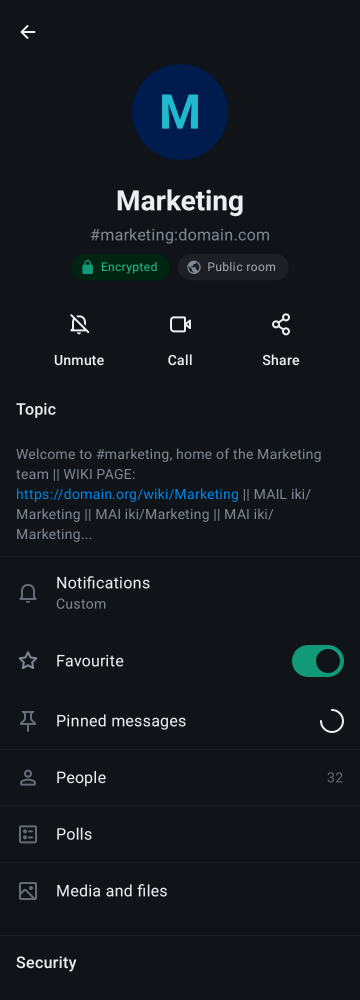 M
Marketing
#marketing:domain.com
Encrypted
Public room
Unmute
Call
Share
Topic
Welcome to #marketing, home of the Marketing
team || WIKI PAGE:
https://domain.org/wiki/Marketing || MAIL iki/
Marketing || MAI iki/Marketing || MAI iki/
Marketing...
Notifications
Custom
Favourite
Pinned messages
People
32
Polls
Media and files
Security